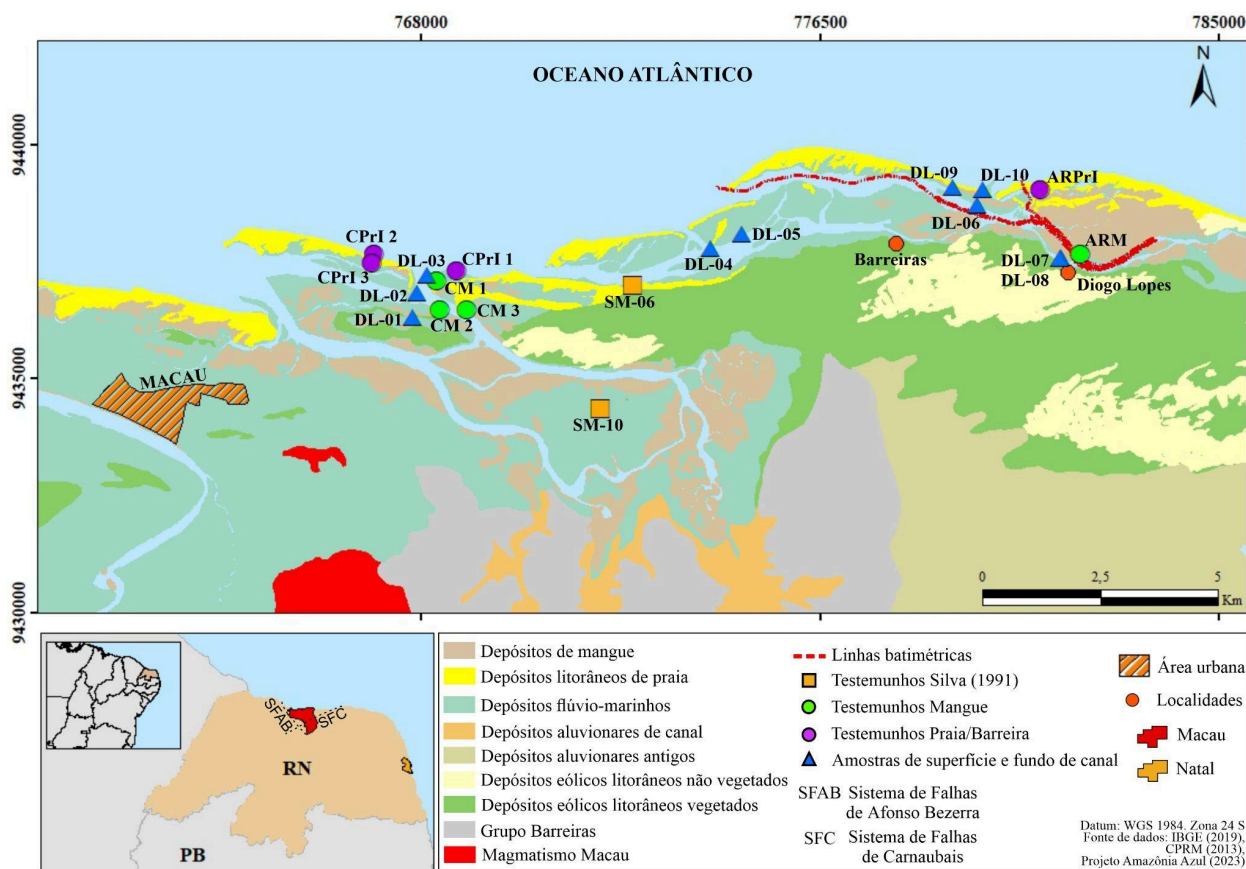 768000
776500
785000
N
OCEANO ATLÂNTICO
9440000
DL-09
DL-10
ARPrI
DL-06
CPrI 2
DL-05
Barreiras
ARM
CPrI 3
DL-03
CPrI 1
DL-04
DL-07
DL-08
Diogo Lopes
DL-02
CM 1
SM-06
DL-01
CM 2
CM 3
9435000
MACAU
SM-10
0
2,5
5
Km
9430000
SFAB
SFC
RN
PB
Depósitos de mangue
Depósitos litorâneos de praia
Depósitos flúvio-marinhos
Depósitos aluvionares de canal
Depósitos aluvionares antigos
Depósitos eólicos litorâneos não vegetados
Depósitos eólicos litorâneos vegetados
Grupo Barreiras
Magmatismo Macau
Linhas batimétricas
Testemunhos Silva (1991)
Testemunhos Mangue
Testemunhos Praia/Barreira
Amostras de superfície e fundo de canal
SFAB Sistema de Falhas
de Afonso Bezerra
SFC Sistema de Falhas
de Carnaubais
Área urbana
Localidades
Macau
Natal
Datum: WGS 1984. Zona 24 S
Fonte de dados: IBGE (2019),
CPRM (2013),
Projeto Amazônia Azul (2023)